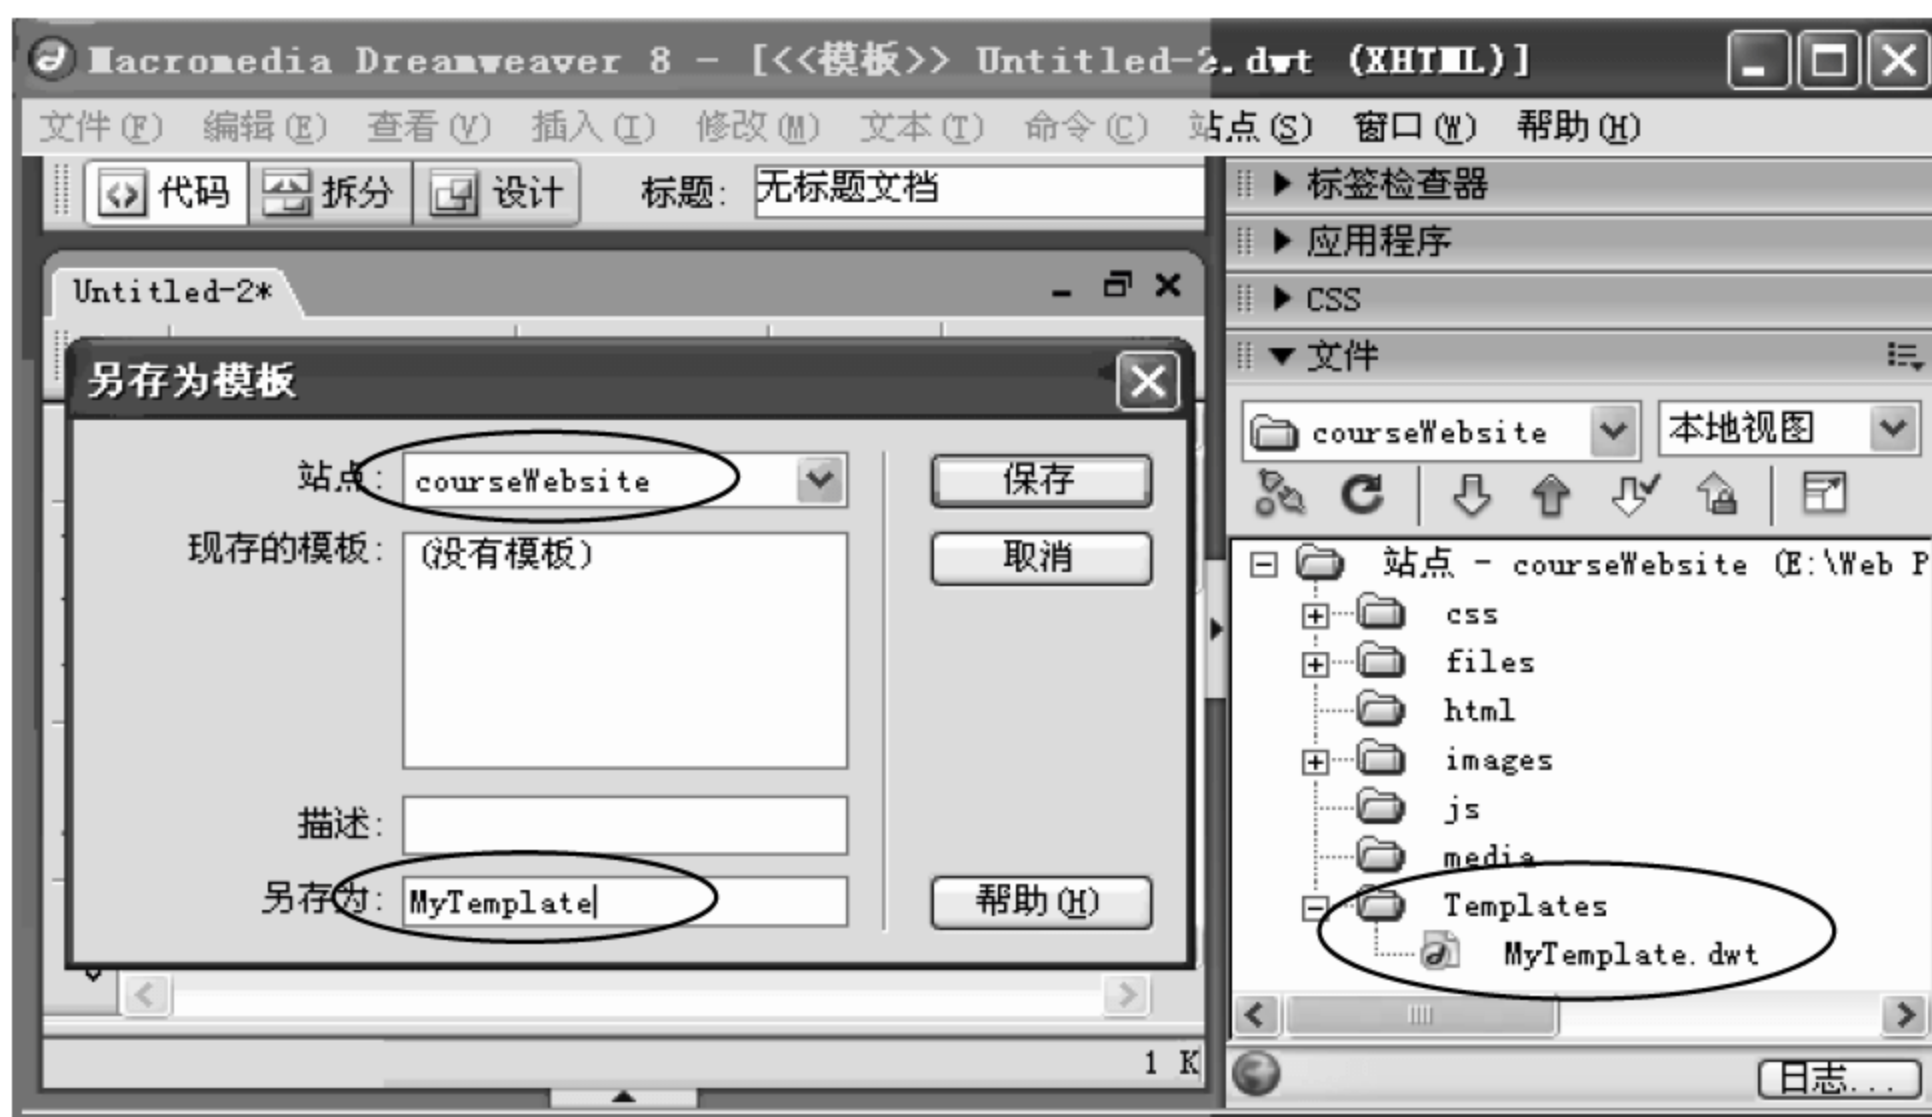 Macromedia Dreamweaver 8 - [<<模板>> Untitled-2.dwt (XHTML)]
文件(F) 编辑(E) 查看(V) 插入(I) 修改(M) 文本(T) 命令(C) 站点(S) 窗口(W) 帮助(H)
代码 拆分 设计 标题: 无标题文档
Untitled-2*
另存为模板
站点: courseWebsite
保存
现存的模板: (没有模板)
取消
描述:
另存为: MyTemplate
帮助(H)
1 K
标签检查器
应用程序
CSS
文件
courseWebsite 本地视图
站点 - courseWebsite (E:\Web P
css
files
html
images
js
media
Templates
MyTemplate.dwt
日志...